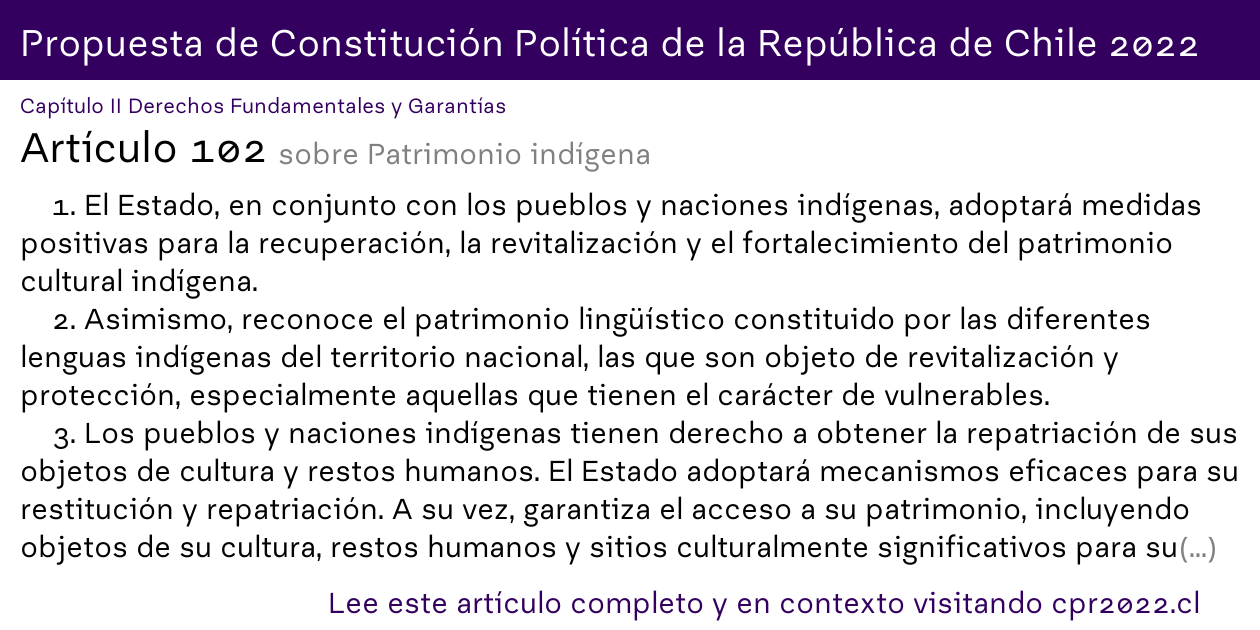 Propuesta de Constitución Política de la República de Chile 2022
Capítulo II Derechos Fundamentales y Garantías
Artículo 102 sobre Patrimonio indígena
1. El Estado, en conjunto con los pueblos y naciones indígenas, adoptará medidas
positivas para la recuperación, la revitalización y el fortalecimiento del patrimonio
cultural indígena.
2. Asimismo, reconoce el patrimonio lingüístico constituido por las diferentes
lenguas indígenas del territorio nacional, las que son objeto de revitalización y
protección, especialmente aquellas que tienen el carácter de vulnerables.
3. Los pueblos y naciones indígenas tienen derecho a obtener la repatriación de sus
objetos de cultura y restos humanos. El Estado adoptará mecanismos eficaces para su
restitución y repatriación. A su vez, garantiza el acceso a su patrimonio, incluyendo
objetos de su cultura, restos humanos y sitios culturalmente significativos para su(...)
Lee este artículo completo y en contexto visitando cpr2022.cl